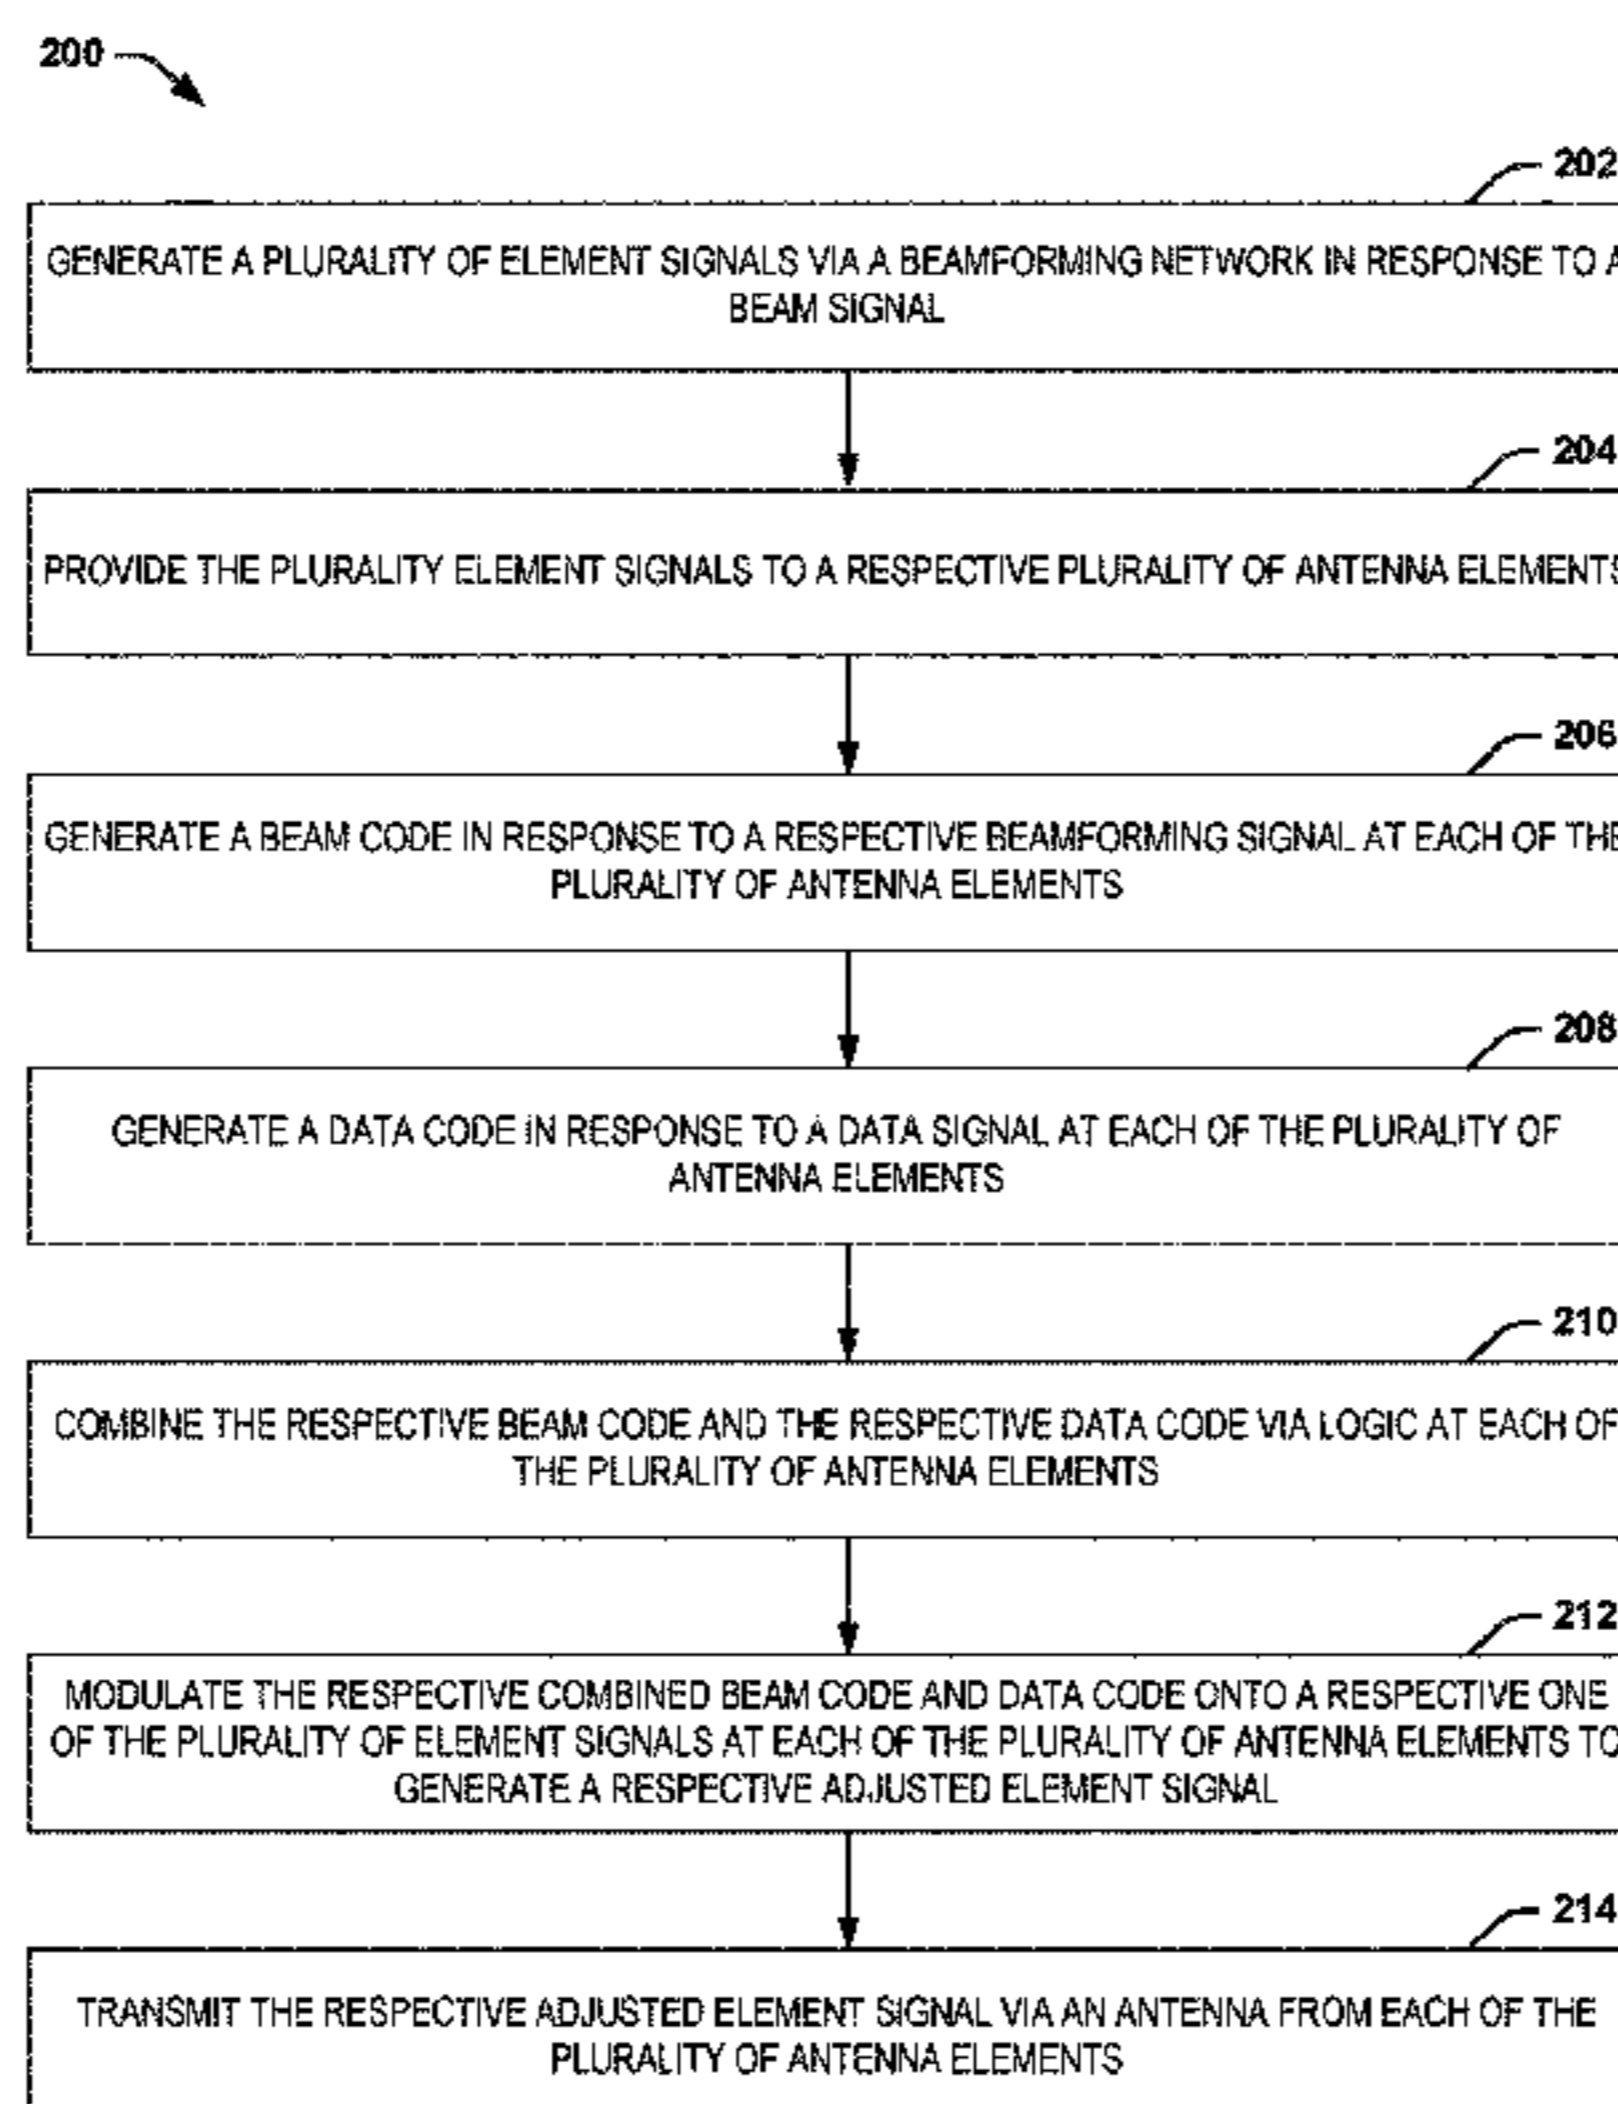 200
202
GENERATE A PLURALITY OF ELEMENT SIGNALS VIA A BEAMFORMING NETWORK IN RESPONSE TO A
BEAM SIGNAL
204
PROVIDE THE PLURALITY ELEMENT SIGNALS TO A RESPECTIVE PLURALITY OF ANTENNA ELEMENTS
206
GENERATE A BEAM CODE IN RESPONSE TO A RESPECTIVE BEAMFORMING SIGNAL AT EACH OF THE
PLURALITY OF ANTENNA ELEMENTS
208
GENERATE A DATA CODE IN RESPONSE TO A DATA SIGNAL AT EACH OF THE PLURALITY OF
ANTENNA ELEMENTS
210
COMBINE THE RESPECTIVE BEAM CODE AND THE RESPECTIVE DATA CODE VIA LOGIC AT EACH OF
THE PLURALITY OF ANTENNA ELEMENTS
212
MODULATE THE RESPECTIVE COMBINED BEAM CODE AND DATA CODE ONTO A RESPECTIVE ONE
OF THE PLURALITY OF ELEMENT SIGNALS AT EACH OF THE PLURALITY OF ANTENNA ELEMENTS TO
GENERATE A RESPECTIVE ADJUSTED ELEMENT SIGNAL
214
TRANSMIT THE RESPECTIVE ADJUSTED ELEMENT SIGNAL VIA AN ANTENNA FROM EACH OF THE
PLURALITY OF ANTENNA ELEMENTS